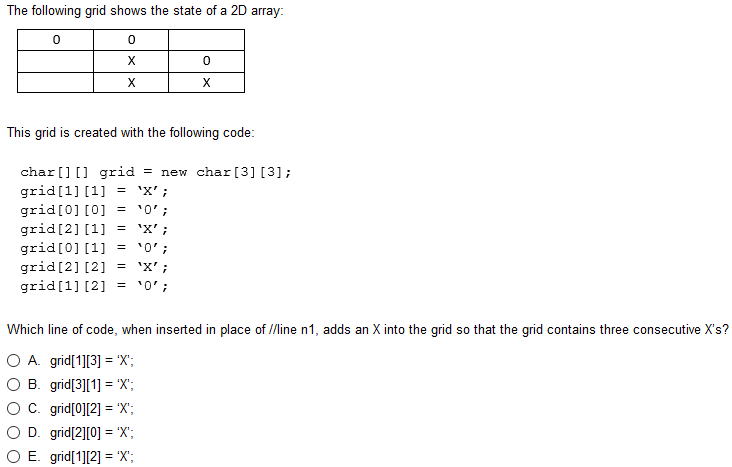 The following grid shows the state of a 2D array:
0 0
X 0
X X
This grid is created with the following code:
char[][] grid = new char[3][3];
grid[1][1] = ‘X’;
grid[0][0] = ‘0’;
grid[2][1] = ‘X’;
grid[0][1] = ‘0’;
grid[2][2] = ‘X’;
grid[1][2] = ‘0’;
Which line of code, when inserted in place of //line n1, adds an X into the grid so that the grid contains three consecutive X's?
A. grid[1][3] = ‘X’;
B. grid[3][1] = ‘X’;
C. grid[0][2] = ‘X’;
D. grid[2][0] = ‘X’;
E. grid[1][2] = ‘X’;